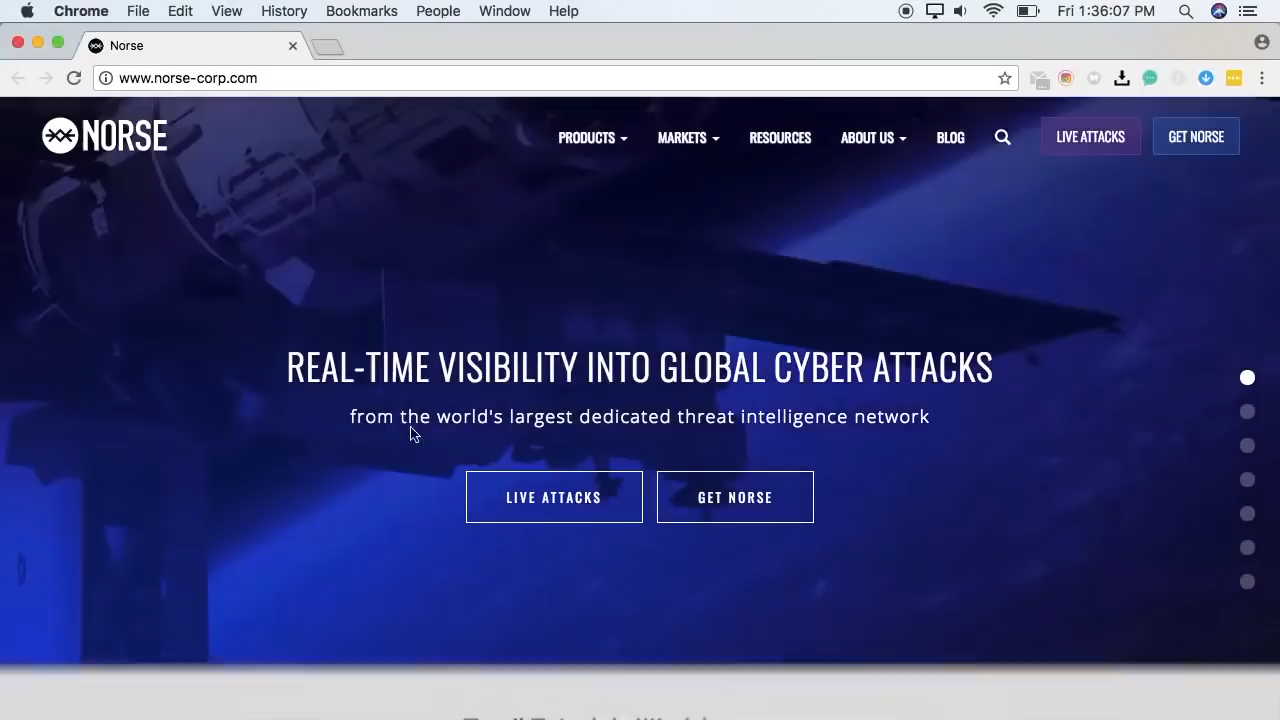 Chrome File Edit View History Bookmarks People Window Help Fri 1:36:07 PM
Norse
www.norse-corp.com
NORSE PRODUCTS MARKETS RESOURCES ABOUT US BLOG LIVE ATTACKS GET NORSE
REAL-TIME VISIBILITY INTO GLOBAL CYBER ATTACKS
from the world's largest dedicated threat intelligence network
LIVE ATTACKS GET NORSE